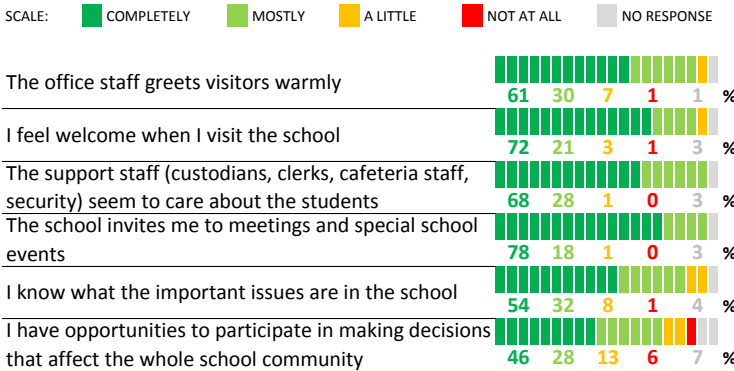 SCALE: COMPLETELY MOSTLY A LITTLE NOT AT ALL NO RESPONSE
The office staff greets visitors warmly
61 30 7 1 1 %
I feel welcome when I visit the school
72 21 3 1 3 %
The support staff (custodians, clerks, cafeteria staff,
security) seem to care about the students
68 28 1 0 3 %
The school invites me to meetings and special school
events
78 18 1 0 3 %
I know what the important issues are in the school
54 32 8 1 4 %
I have opportunities to participate in making decisions
that affect the whole school community
46 28 13 6 7 %